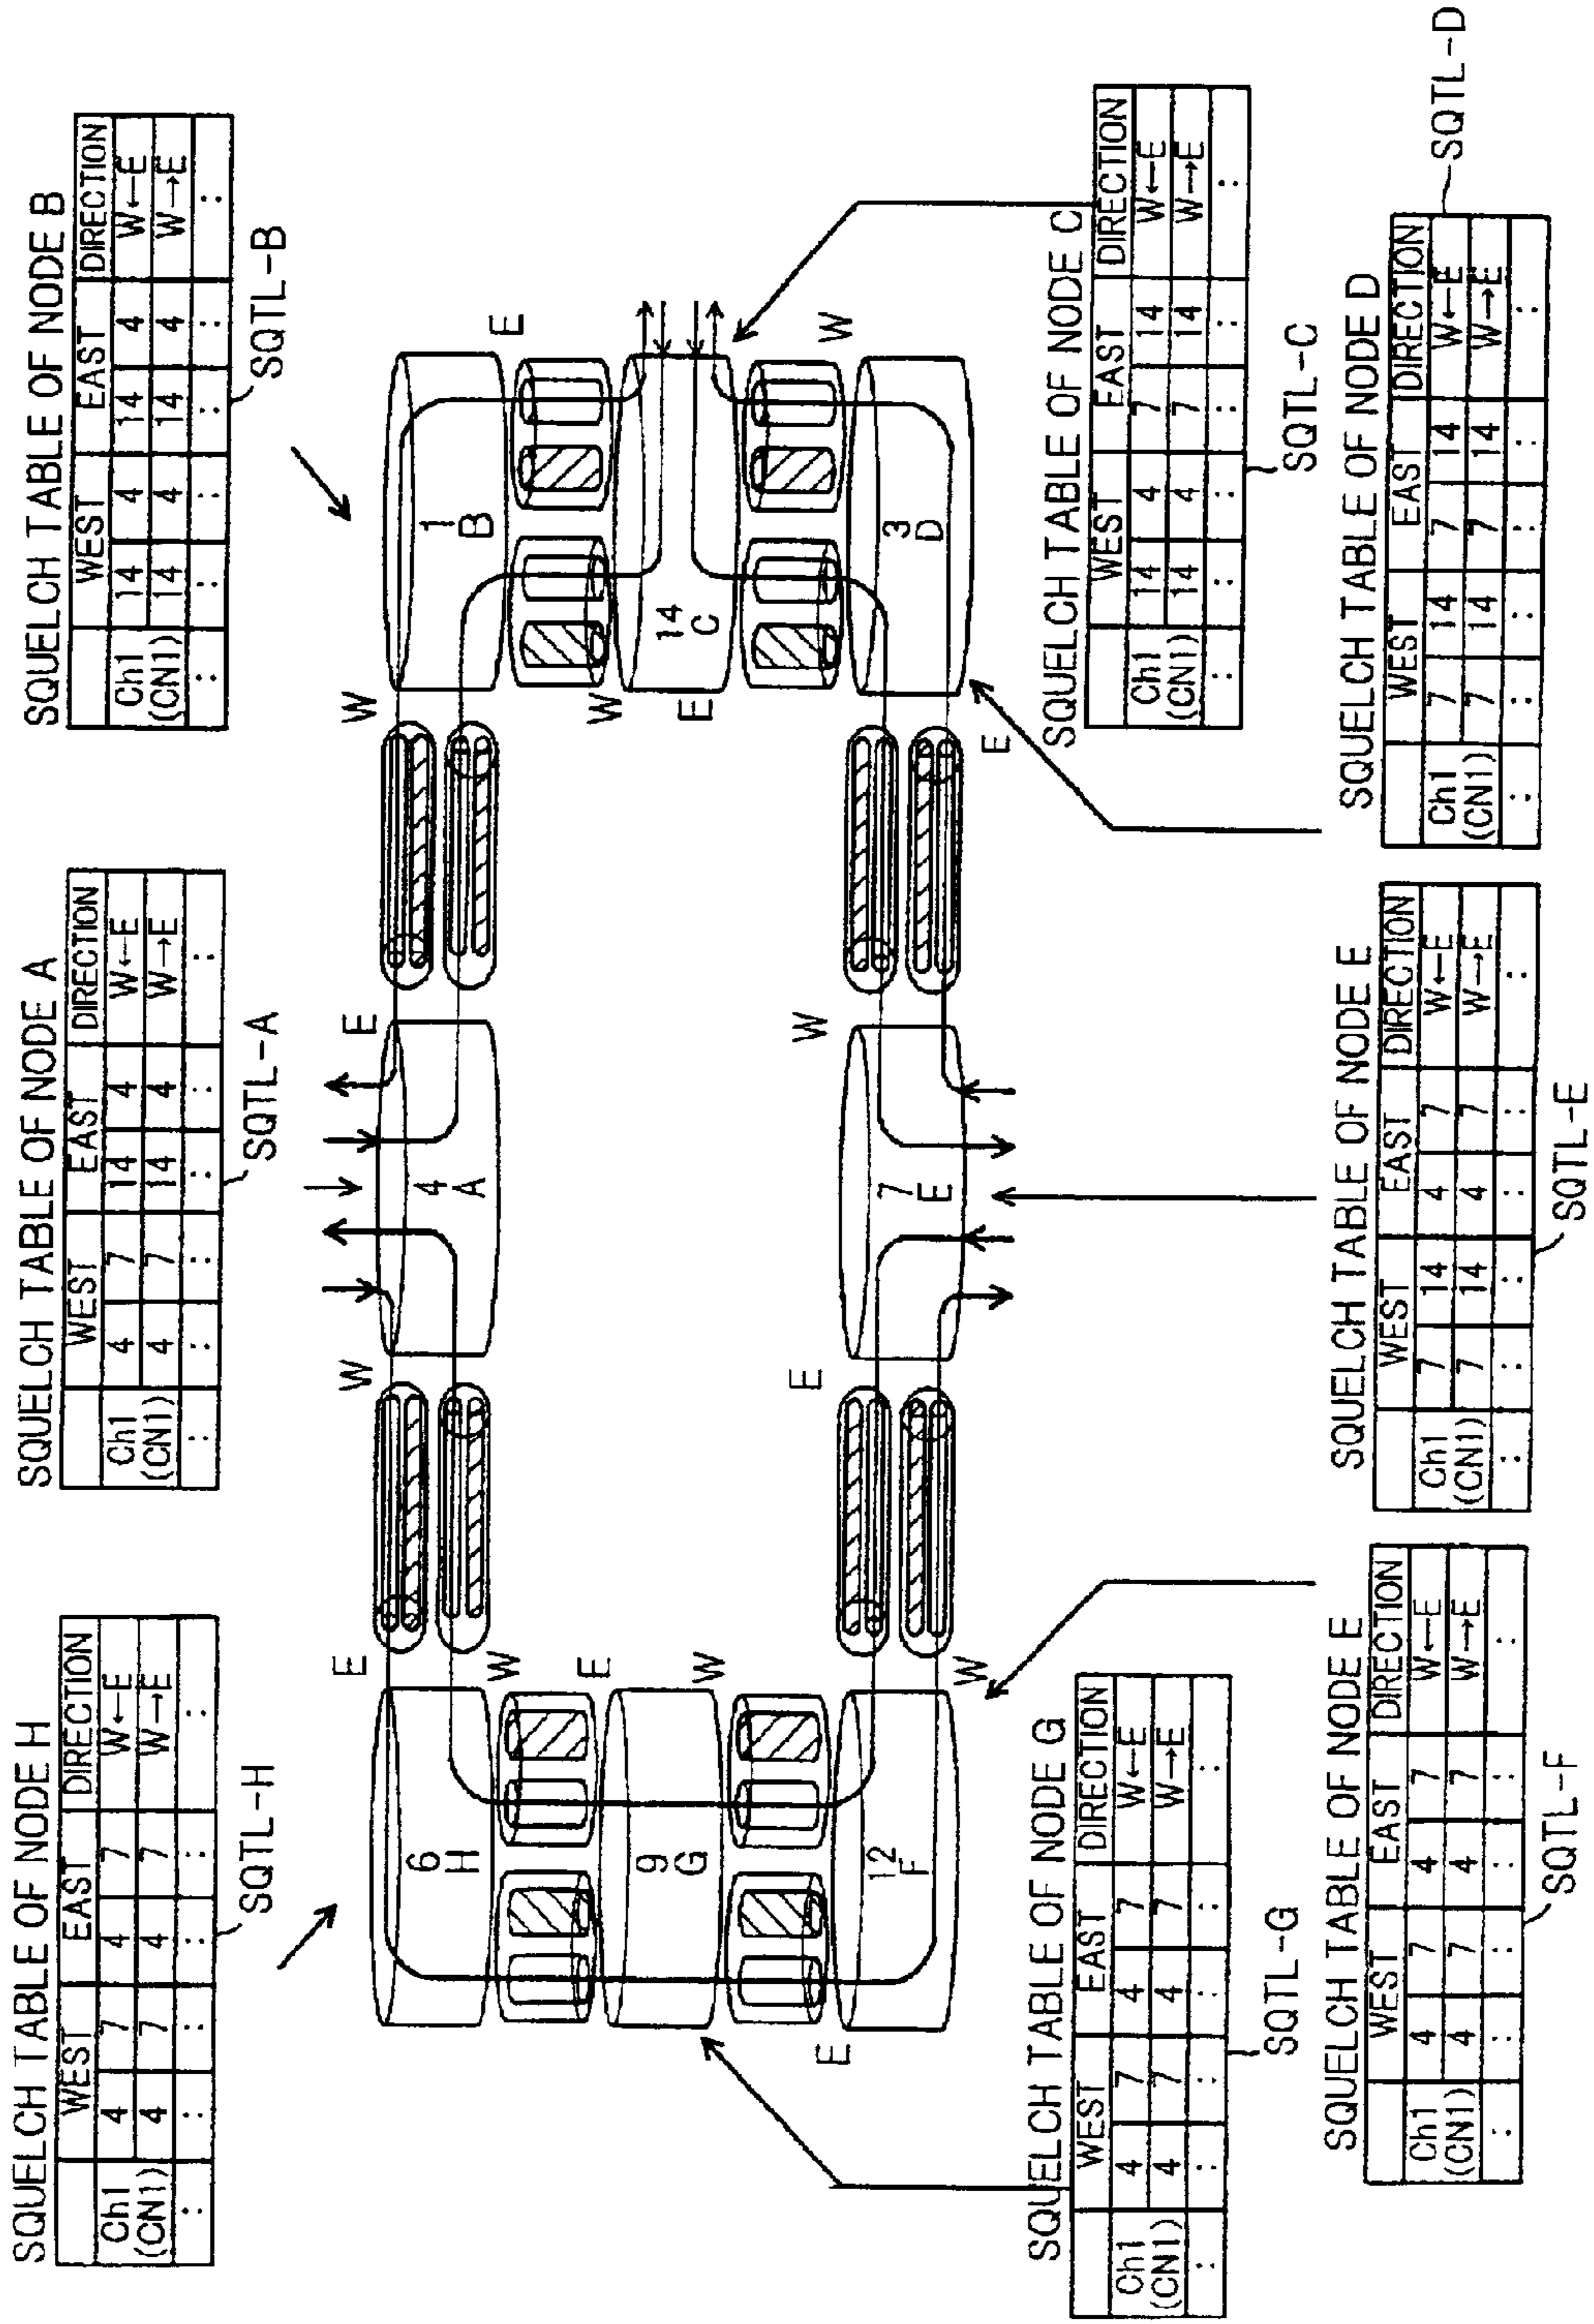 SQUELCH TABLE OF NODE H
WEST EAST DIRECTION
Ch1 4 7 4 7 W←E
(CN1) 4 7 4 7 W→E
: : : : : :
SQTL-H
SQUELCH TABLE OF NODE A
WEST EAST DIRECTION
Ch1 4 7 14 4 W←E
(CN1) 4 7 14 4 W→E
: : : : : :
SQTL-A
SQUELCH TABLE OF NODE B
WEST EAST DIRECTION
Ch1 14 4 14 4 W←E
(CN1) 14 4 14 4 W→E
: : : : : :
SQTL-B
E W E W
6 4 1
H A B
W E
E W
9 14
G C
W E
E W
12 7 3
F E D
W E W E
SQUELCH TABLE OF NODE G
WEST EAST DIRECTION
Ch1 4 7 4 7 W←E
(CN1) 4 7 4 7 W→E
: : : : : :
SQTL-G
SQUELCH TABLE OF NODE C
WEST EAST DIRECTION
Ch1 14 4 7 14 W←E
(CN1) 14 4 7 14 W→E
: : : : : :
SQTL-C
SQUELCH TABLE OF NODE E
WEST EAST DIRECTION
Ch1 4 7 4 7 W←E
(CN1) 4 7 4 7 W→E
: : : : : :
SQTL-F
SQUELCH TABLE OF NODE E
WEST EAST DIRECTION
Ch1 7 14 4 7 W←E
(CN1) 7 14 4 7 W→E
: : : : : :
SQTL-E
SQUELCH TABLE OF NODE D
WEST EAST DIRECTION
Ch1 7 14 7 14 W←E
(CN1) 7 14 7 14 W→E
: : : : : :
SQTL-D